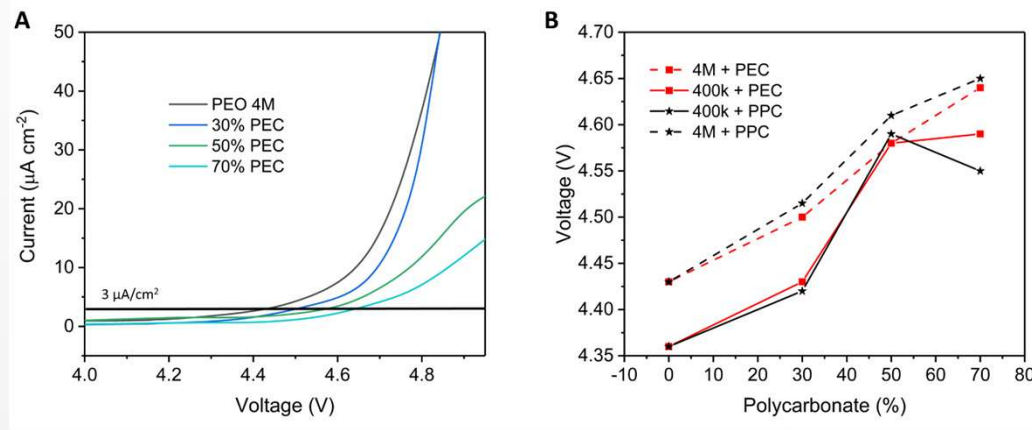 A
50
40
30
20
10
0
Current (μA cm⁻²)
PEO 4M
30% PEC
50% PEC
70% PEC
3 μA/cm²
4.0 4.2 4.4 4.6 4.8
Voltage (V)
B
4.70
4.65
4.60
4.55
4.50
4.45
4.40
4.35
Voltage (V)
4M + PEC
400k + PEC
400k + PPC
4M + PPC
-10 0 10 20 30 40 50 60 70 80
Polycarbonate (%)